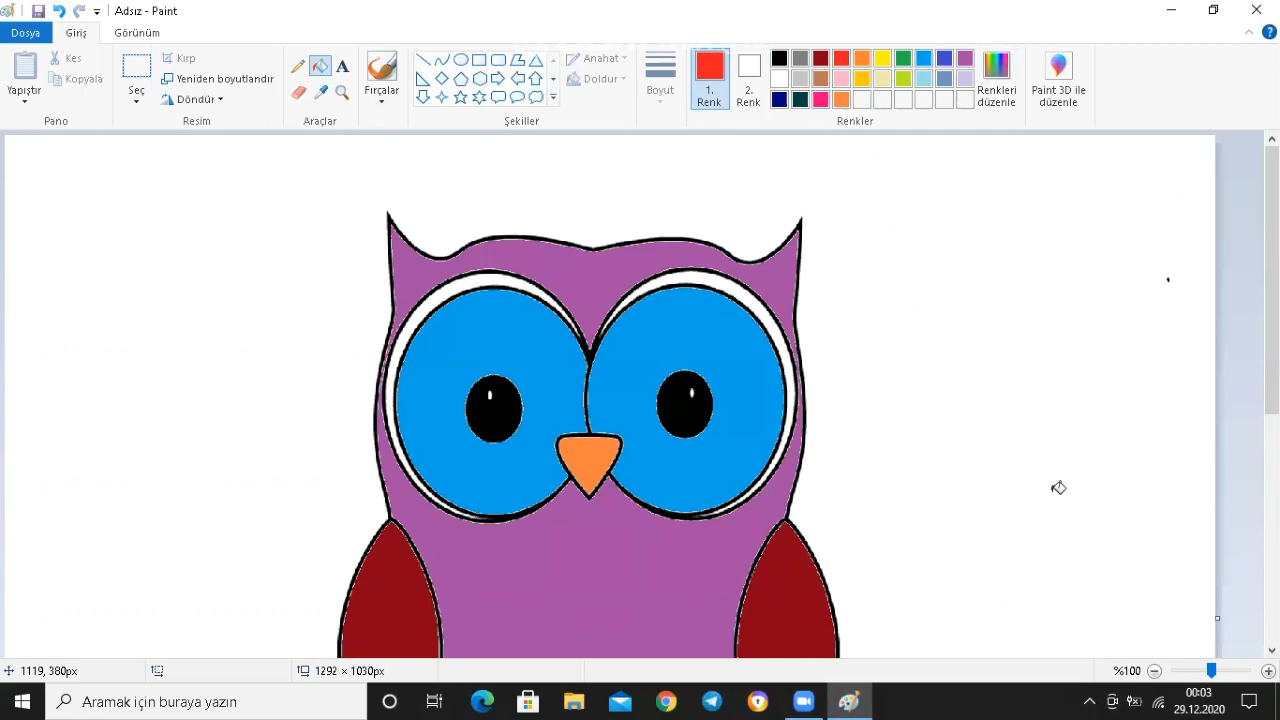 Adsız - Paint
Dosya
Giriş
Görünüm
Yapıştır
Kes
Kopyala
Pano
Seç
Kırp
Yeniden boyutlandır
Döndür
Resim
A
Araçlar
Fırçalar
Anahat
Doldur
Şekiller
Boyut
1. Renk
2. Renk
Renkleri düzenle
Renkler
Paint 3D ile düzenle
1119, 380px
1292 × 1030px
%100
Aramak için buraya yazın
00:03
29.12.2020